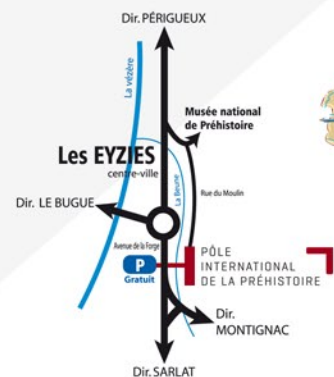 Dir. PÉRIGUEUX
La vézère
Musée national
de Préhistoire
Les EYZIES
centre-ville
La Beune
Rue du Moulin
Dir. LE BUGUE
Avenue de la Forge
P
Gratuit
PÔLE
INTERNATIONAL
DE LA PRÉHISTOIRE
Dir.
MONTIGNAC
Dir. SARLAT